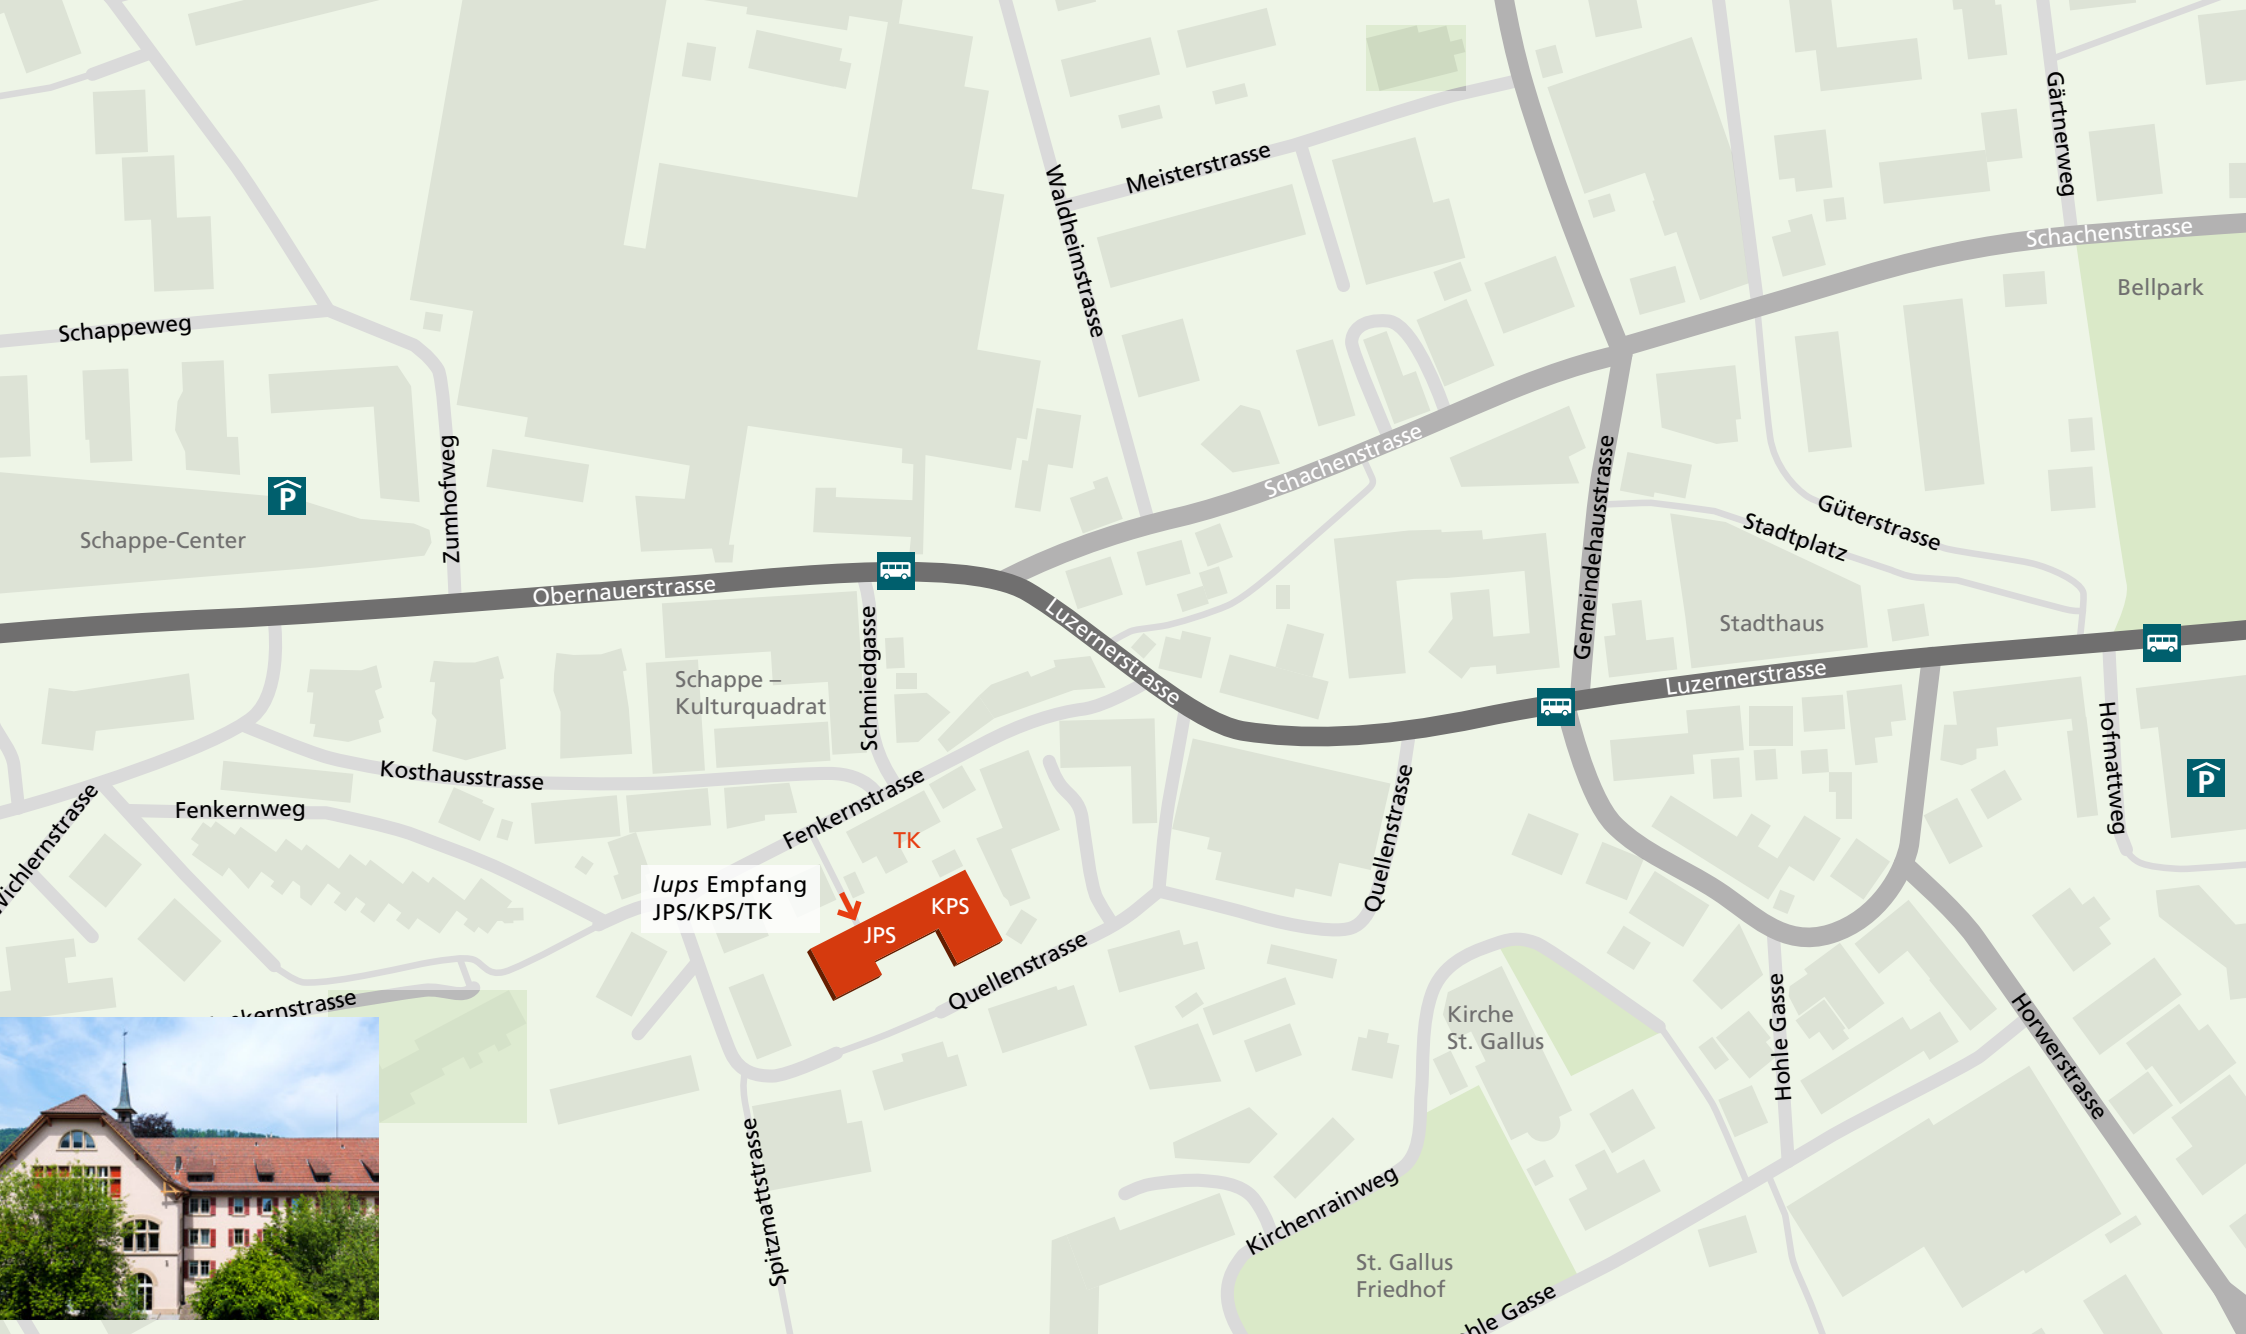 Gärtnerweg
Meisterstrasse
Waldheimstrasse
Schachenstrasse
Bellpark
Schappeweg
Zumhofweg
P
Schappe-Center
Schachenstrasse
Gemeindehausstrasse
Güterstrasse
Stadtplatz
Obernauerstrasse
Luzernerstrasse
Stadthaus
Schmiedgasse
Schappe –
Kulturquadrat
Luzernerstrasse
Hofmattweg
P
Kosthausstrasse
Fenkernweg
Fenkernstrasse
TK
Quellenstrasse
lups Empfang
JPS/KPS/TK
KPS
JPS
Quellenstrasse
Kirche
St. Gallus
Hohle Gasse
Horwerstrasse
Spitzmattstrasse
Kirchenrainweg
St. Gallus
Friedhof
Gasse